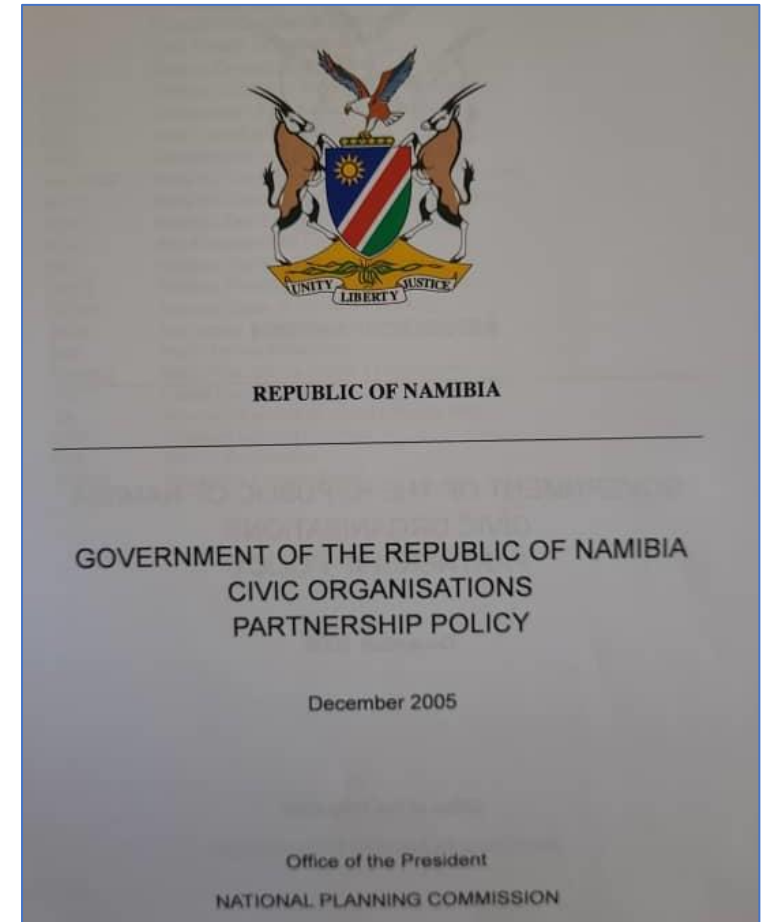 UNITY
LIBERTY
JUSTICE
REPUBLIC OF NAMIBIA
GOVERNMENT OF THE REPUBLIC OF NAMIBIA
CIVIC ORGANISATIONS
PARTNERSHIP POLICY
December 2005
Office of the President
NATIONAL PLANNING COMMISSION